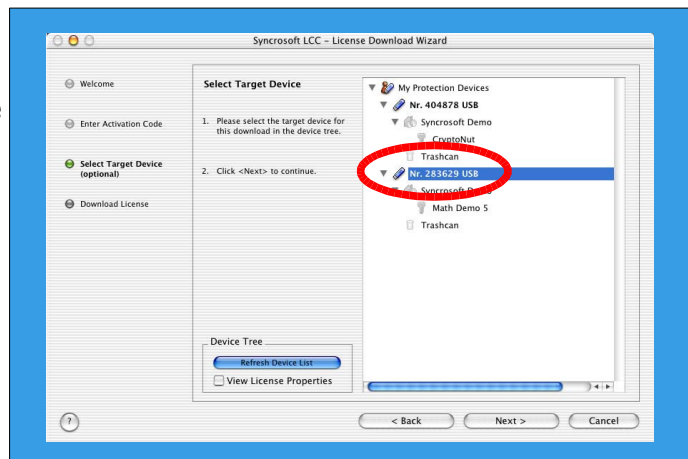 Syncrosoft LCC – License Download Wizard
Welcome
Enter Activation Code
Select Target Device
(optional)
Download License
Select Target Device
1. Please select the target device for
this download in the device tree.
2. Click <Next> to continue.
Device Tree
Refresh Device List
View License Properties
My Protection Devices
Nr. 404878 USB
Syncrosoft Demo
CryptoNut
Trashcan
Nr. 283629 USB
Syncrosoft Demo
Math Demo 5
Trashcan
?
< Back
Next >
Cancel